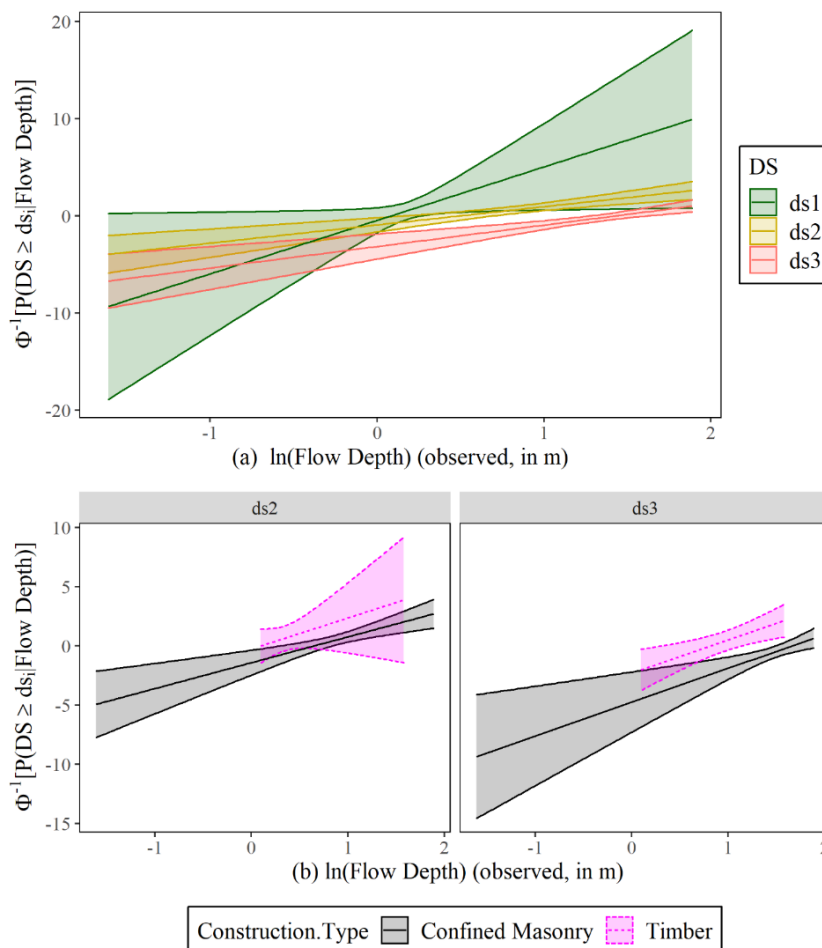 20
10
0
-10
-20
Φ⁻¹[P(DS ≥ dsᵢ|Flow Depth)]
-1 0 1 2
(a) ln(Flow Depth) (observed, in m)
DS
ds1
ds2
ds3
ds2 ds3
10
5
0
-5
-10
-15
Φ⁻¹[P(DS ≥ dsᵢ|Flow Depth)]
-1 0 1 2 -1 0 1 2
(b) ln(Flow Depth) (observed, in m)
Construction.Type Confined Masonry Timber